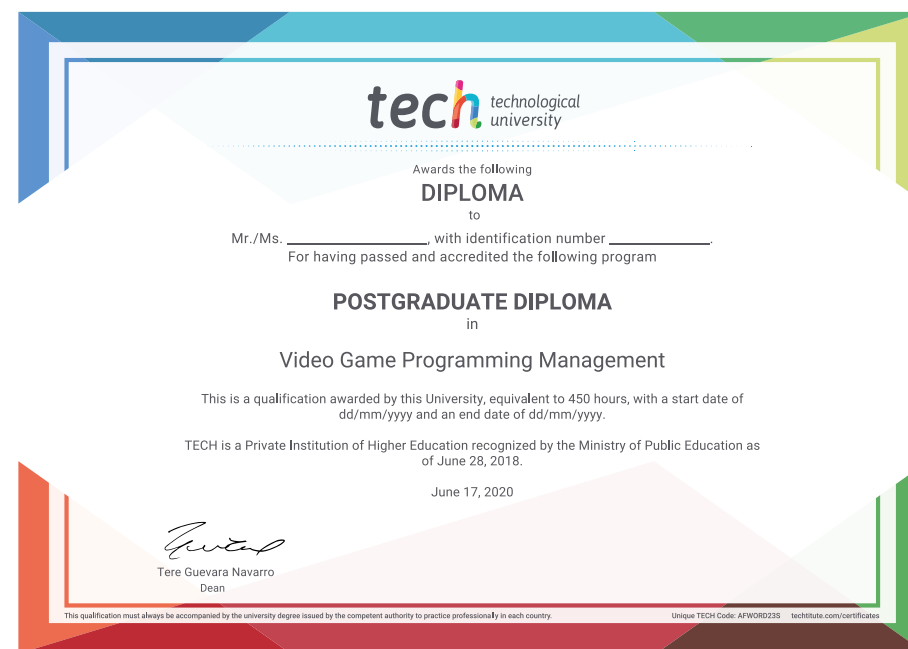 tech technological
university
Awards the following
DIPLOMA
to
Mr./Ms. ____________________, with identification number ______________.
For having passed and accredited the following program
POSTGRADUATE DIPLOMA
in
Video Game Programming Management
This is a qualification awarded by this University, equivalent to 450 hours, with a start date of
dd/mm/yyyy and an end date of dd/mm/yyyy.
TECH is a Private Institution of Higher Education recognized by the Ministry of Public Education as
of June 28, 2018.
June 17, 2020
Tere Guevara Navarro
Dean
This qualification must always be accompanied by the university degree issued by the competent authority to practice professionally in each country. Unique TECH Code: AFWORD23S techtitute.com/certificates